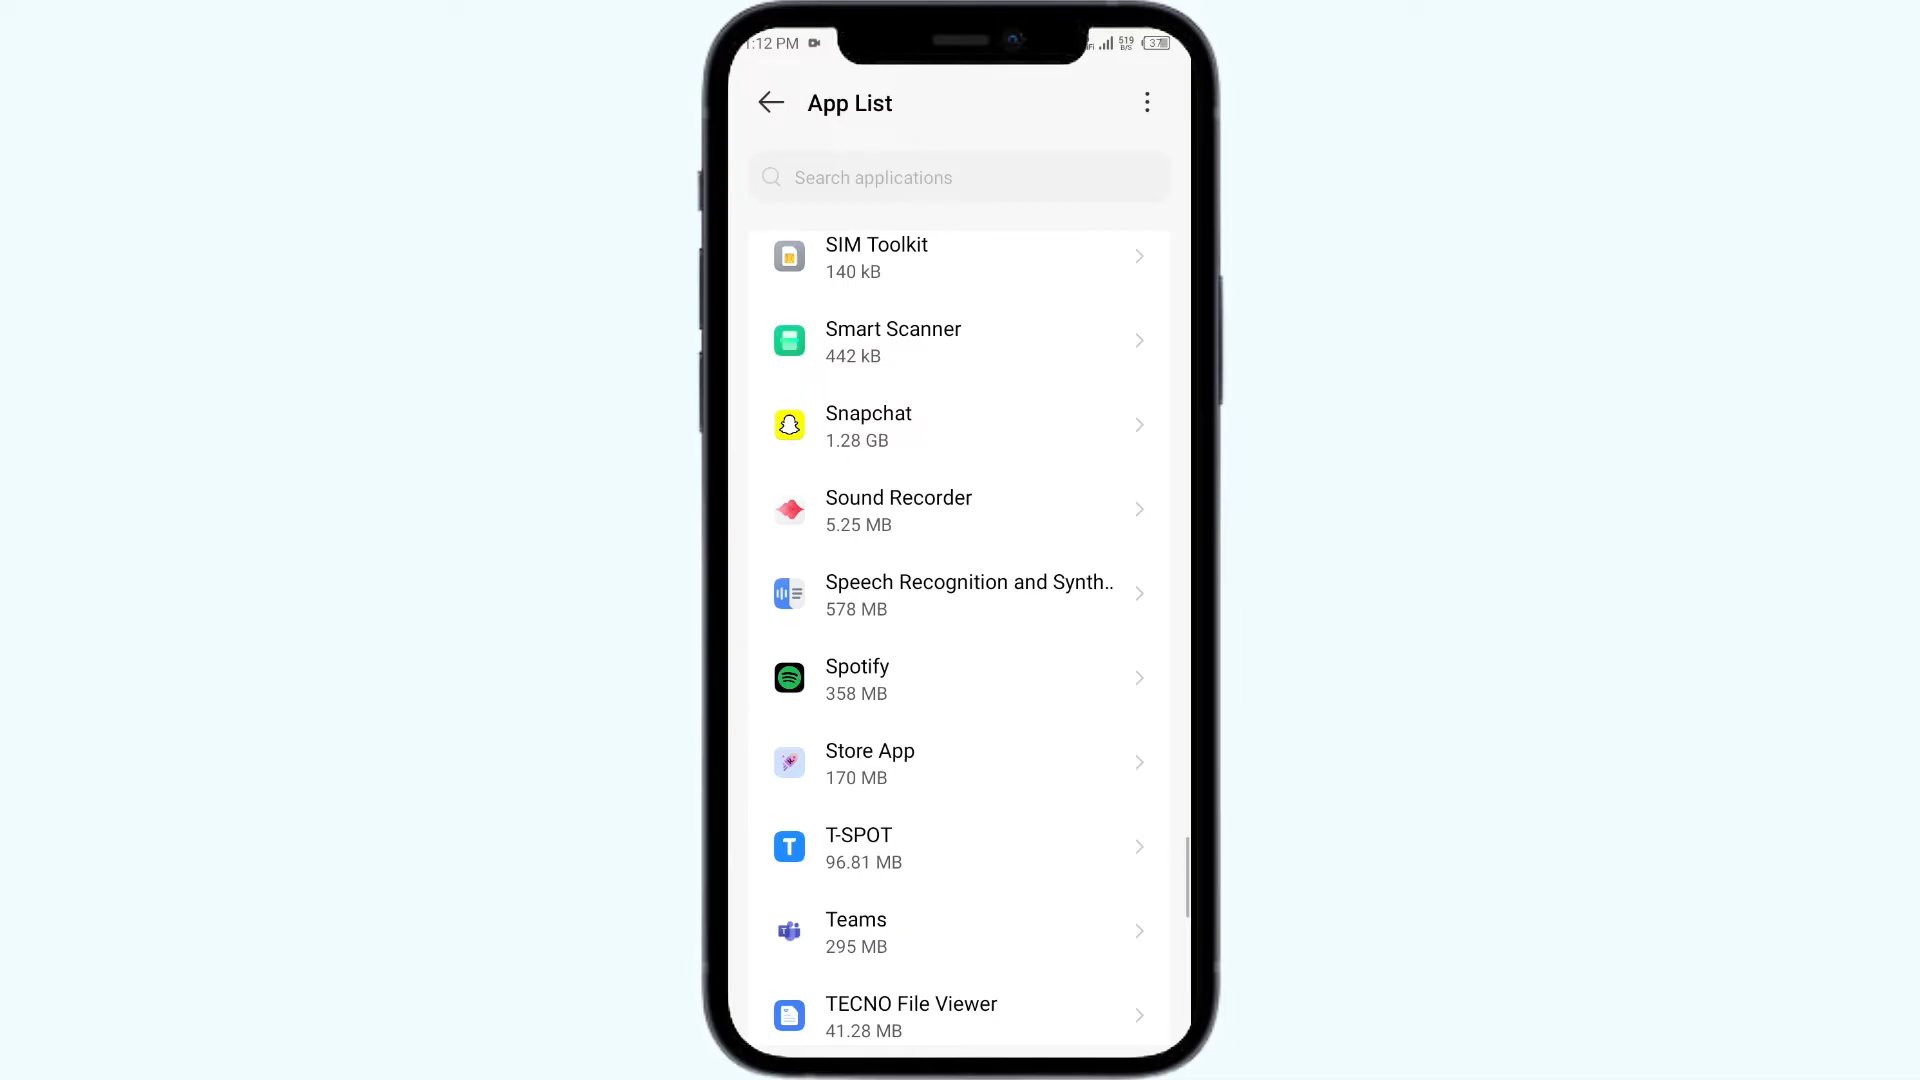 1:12 PM
519
B/S
37
App List
Search applications
SIM Toolkit
140 kB
Smart Scanner
442 kB
Snapchat
1.28 GB
Sound Recorder
5.25 MB
Speech Recognition and Synth..
578 MB
Spotify
358 MB
Store App
170 MB
T
T-SPOT
96.81 MB
Teams
295 MB
TECNO File Viewer
41.28 MB